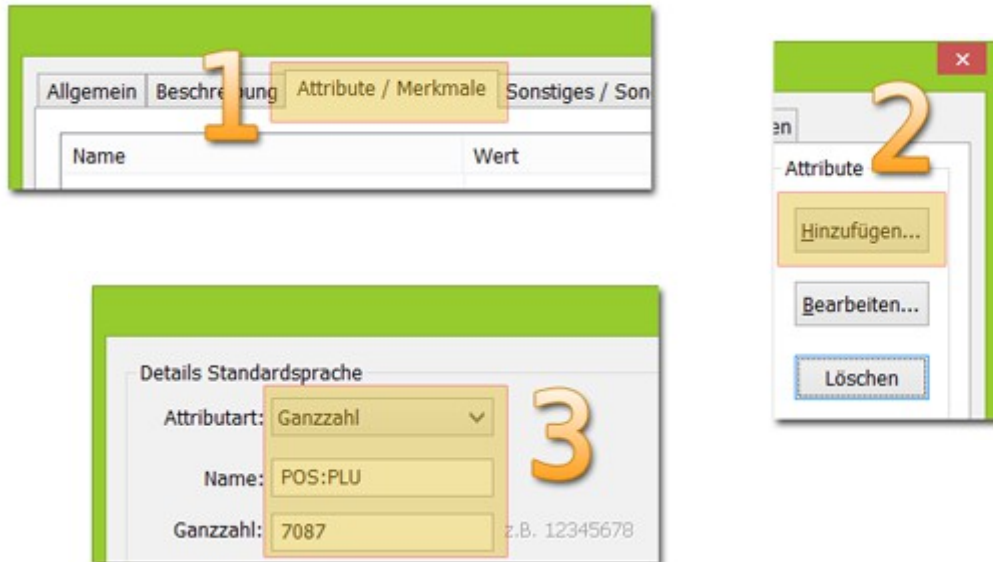 1
Allgemein Beschreibung Attribute / Merkmale Sonstiges / Son
Name Wert
2
en
Attribute
Hinzufügen...
Bearbeiten...
Löschen
3
Details Standardsprache
Attributart: Ganzzahl
Name: POS:PLU
Ganzzahl: 7087 z.B. 12345678